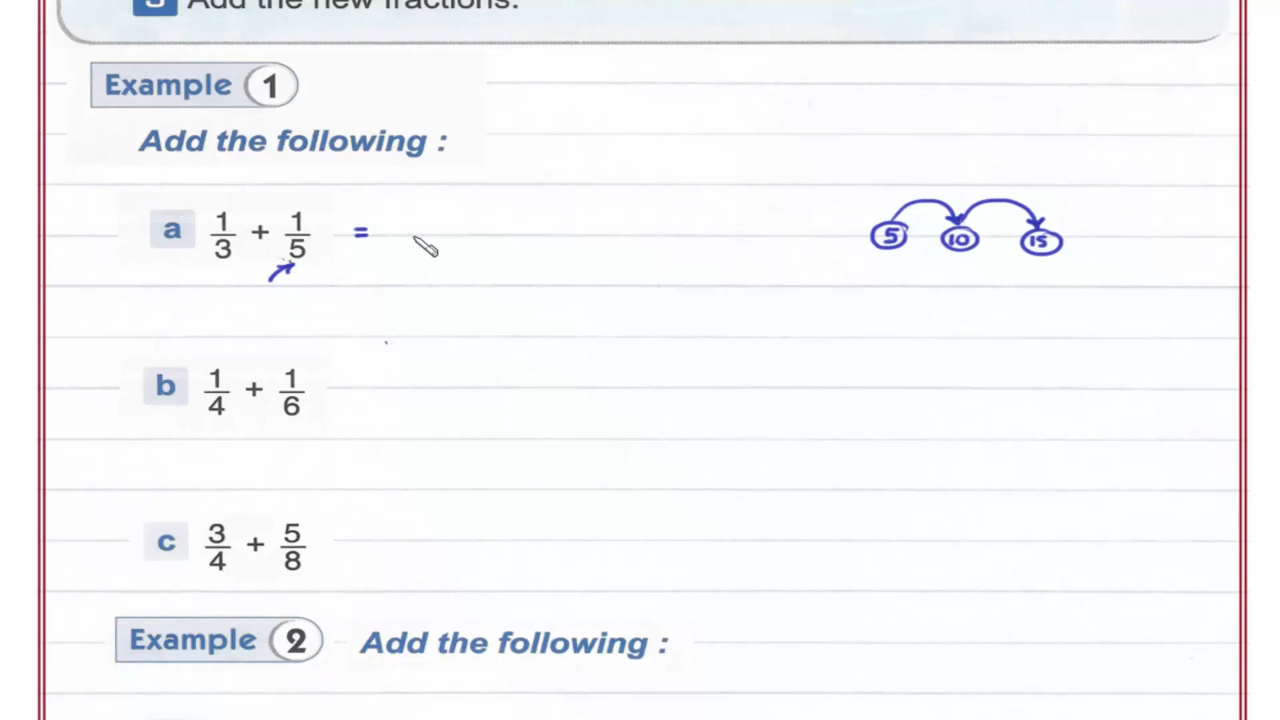 3 Add the new fractions.
Example 1
Add the following :
a 1/3 + 1/5 = 5 10 15
b 1/4 + 1/6
c 3/4 + 5/8
Example 2 Add the following :